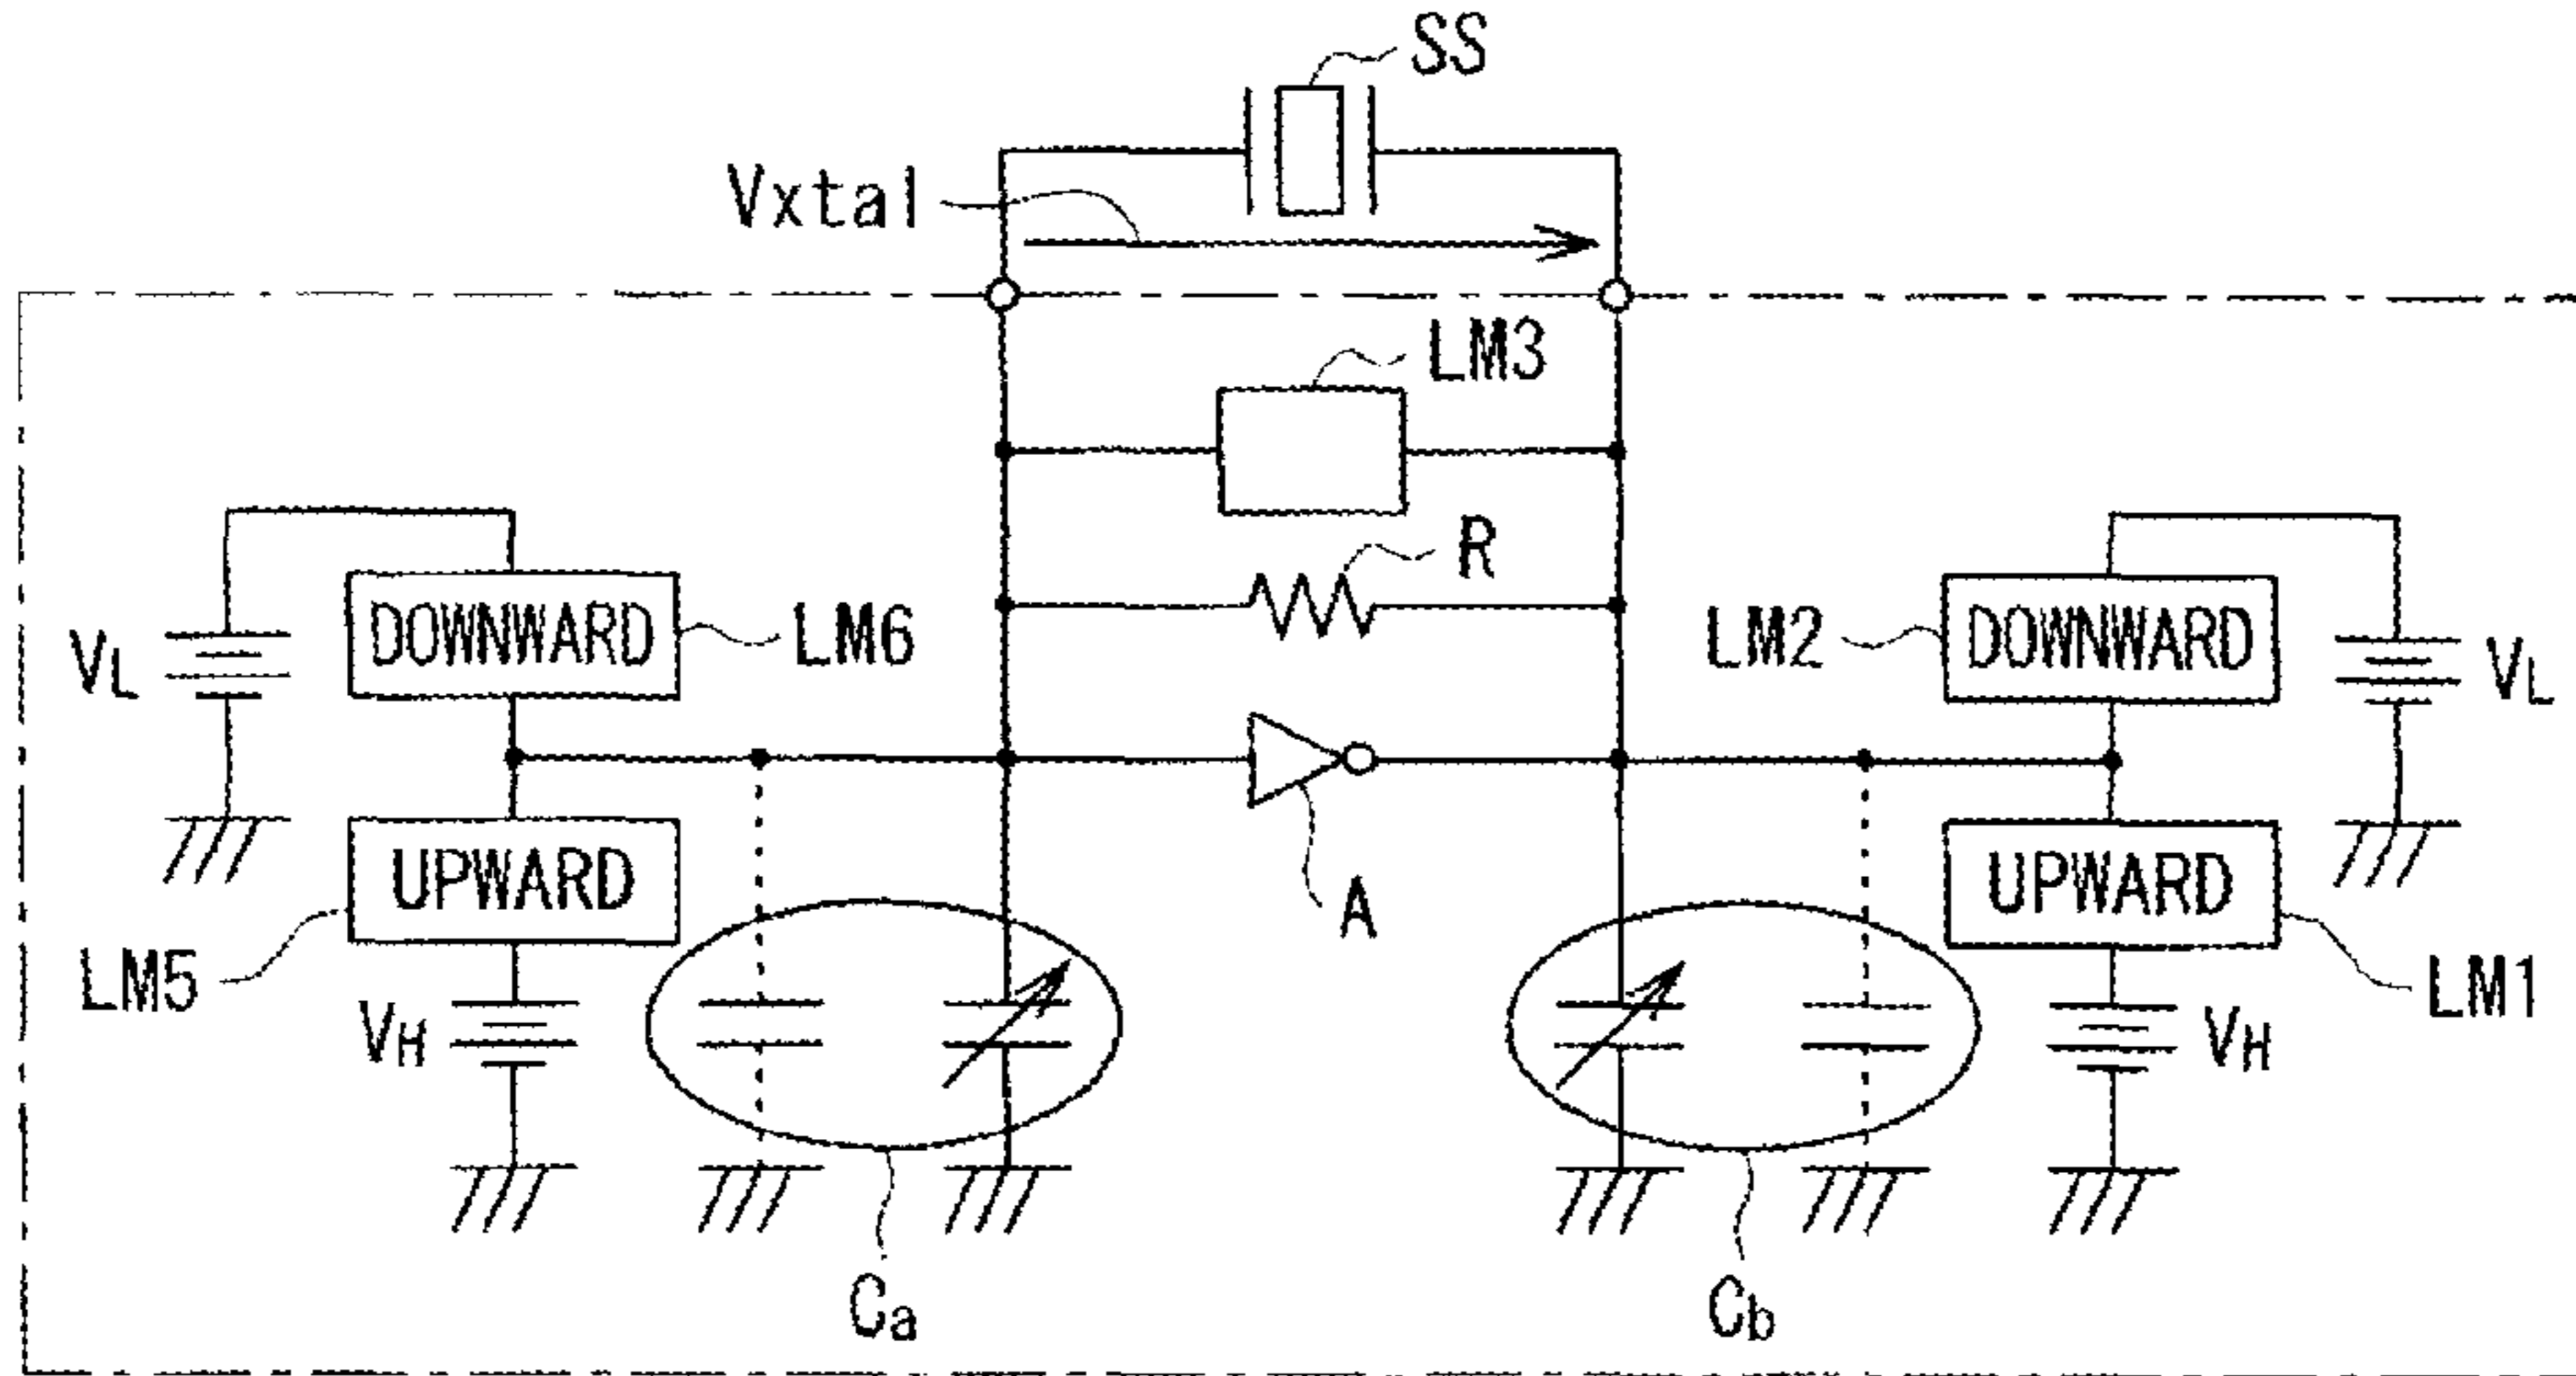 SS
Vxtal
LM3
R
DOWNWARD
LM6
VL
LM2
DOWNWARD
VL
UPWARD
LM5
VH
A
UPWARD
LM1
VH
Ca
Cb